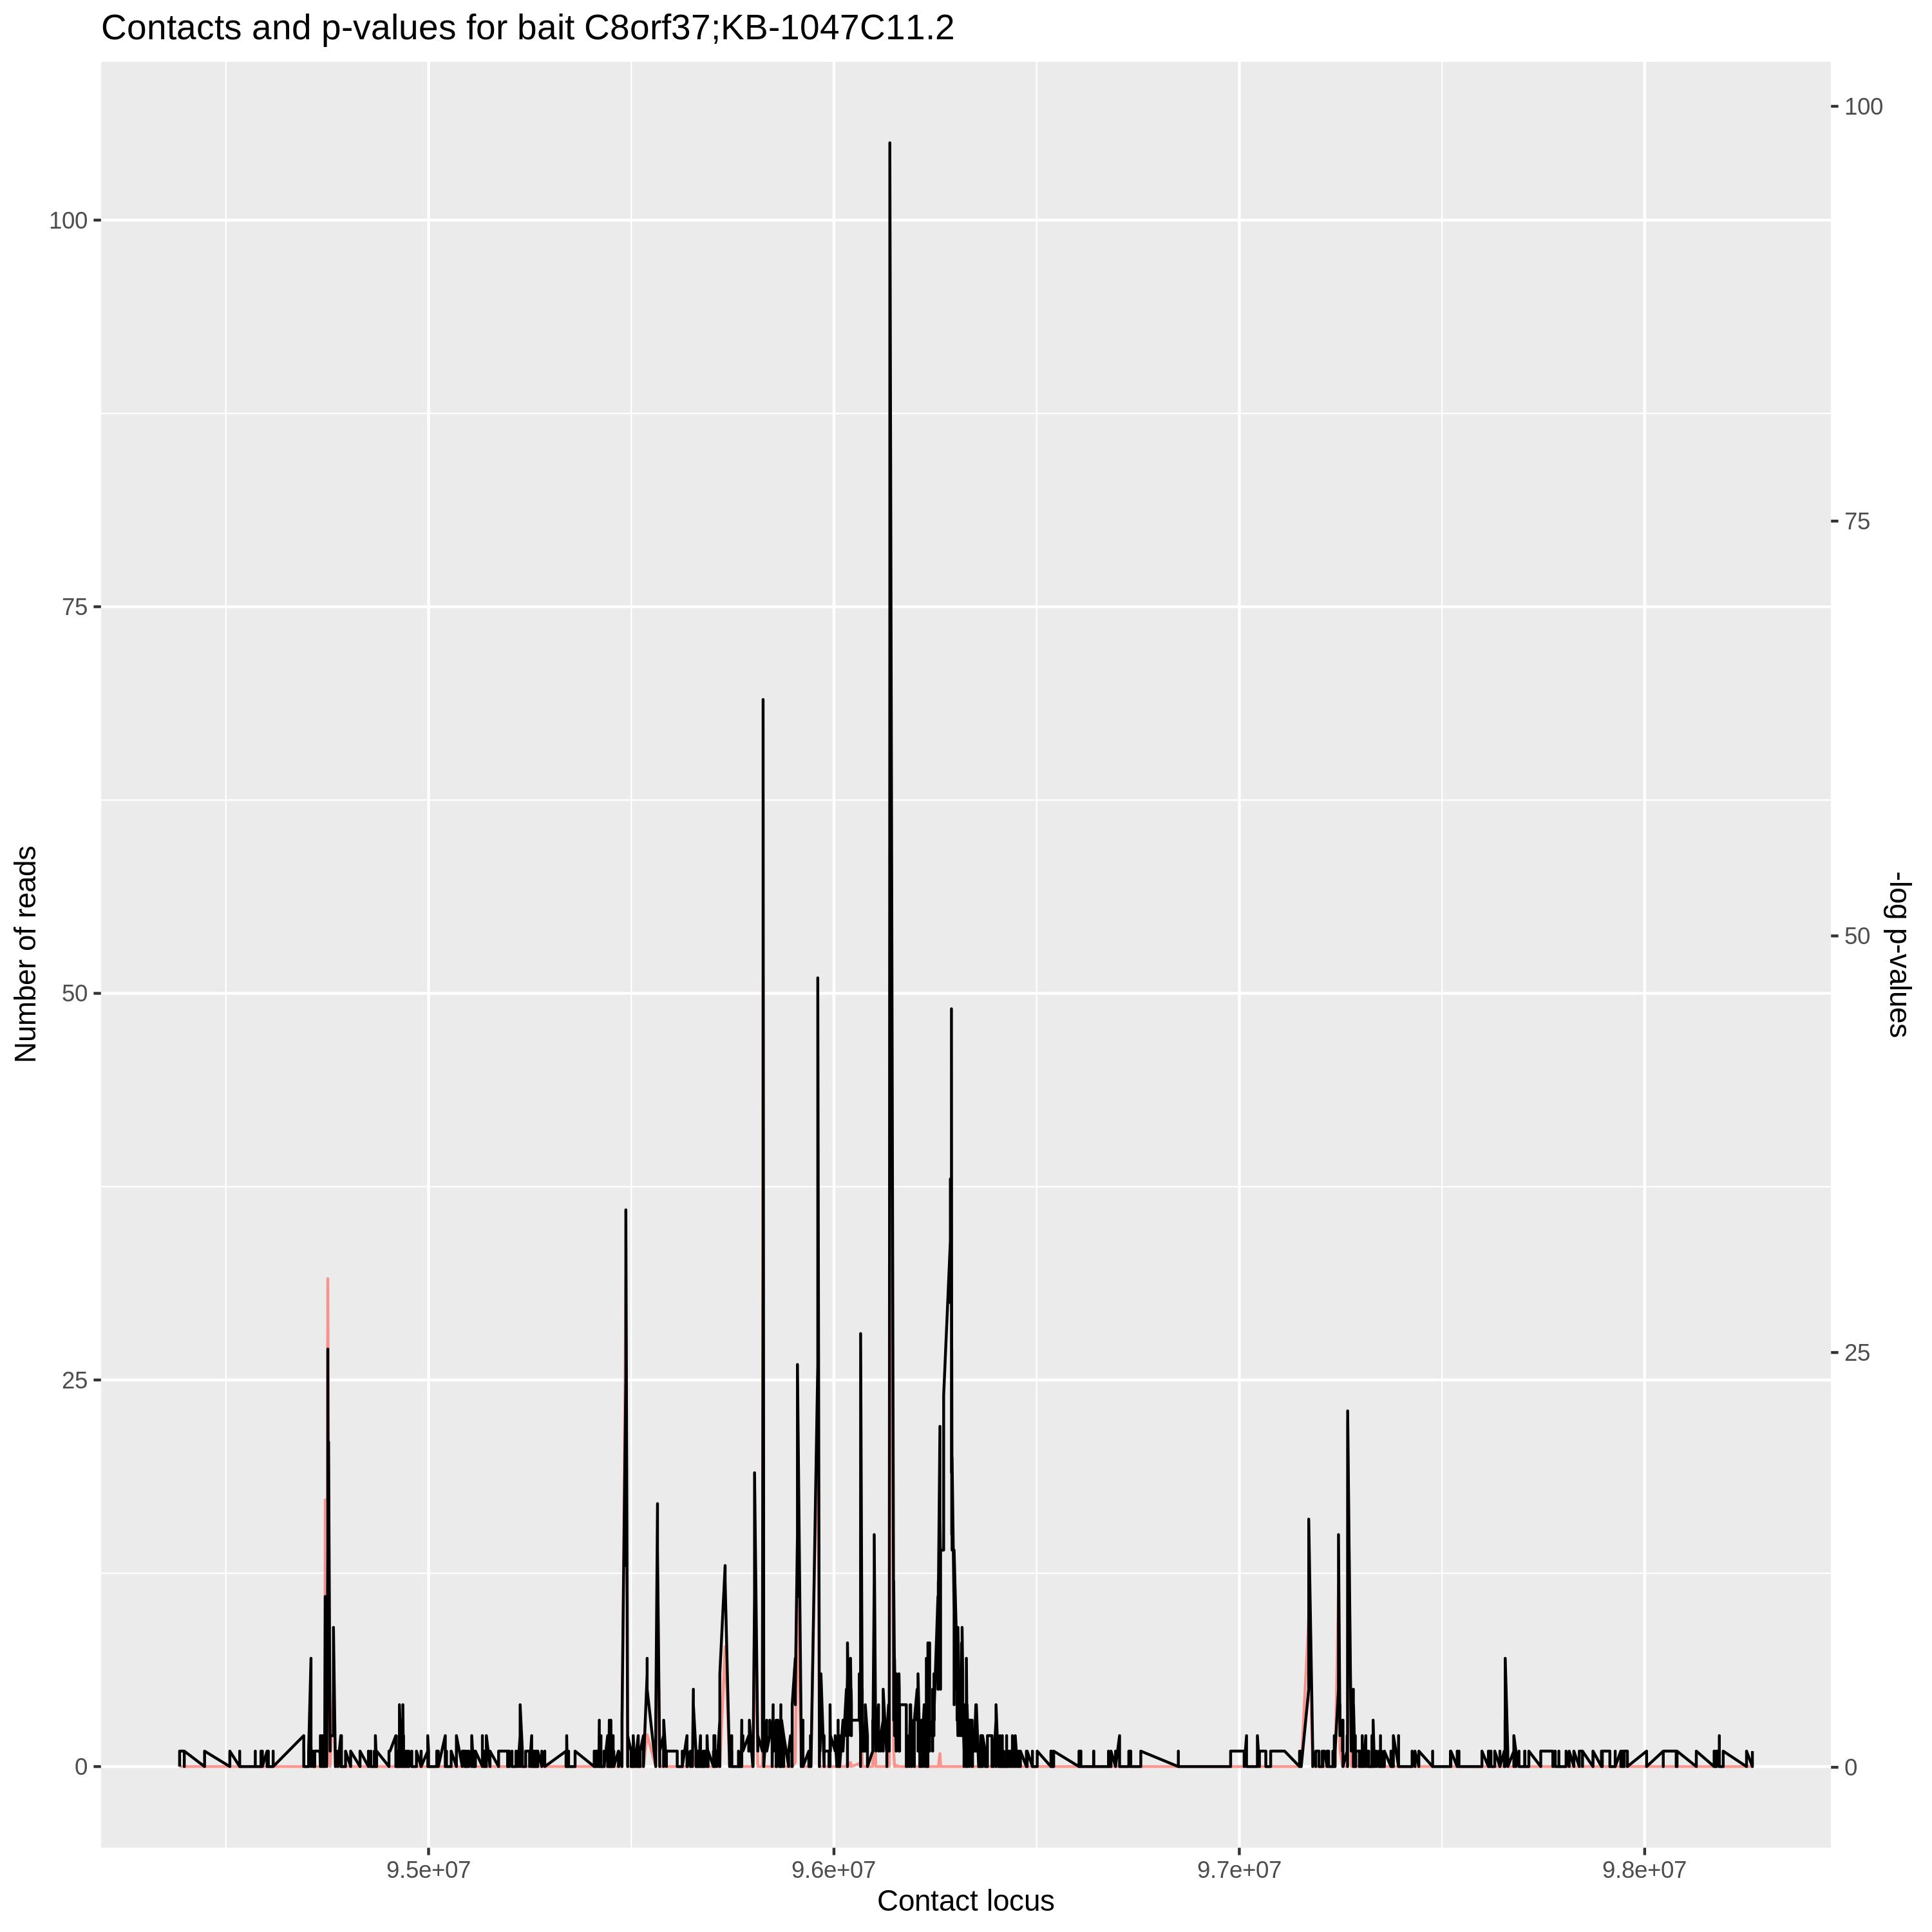 Contacts and p-values for bait C8orf37;KB-1047C11.2
100
75
50
25
0
Number of reads
100
75
50
25
0
-log p-values
9.5e+07
9.6e+07
9.7e+07
9.8e+07
Contact locus